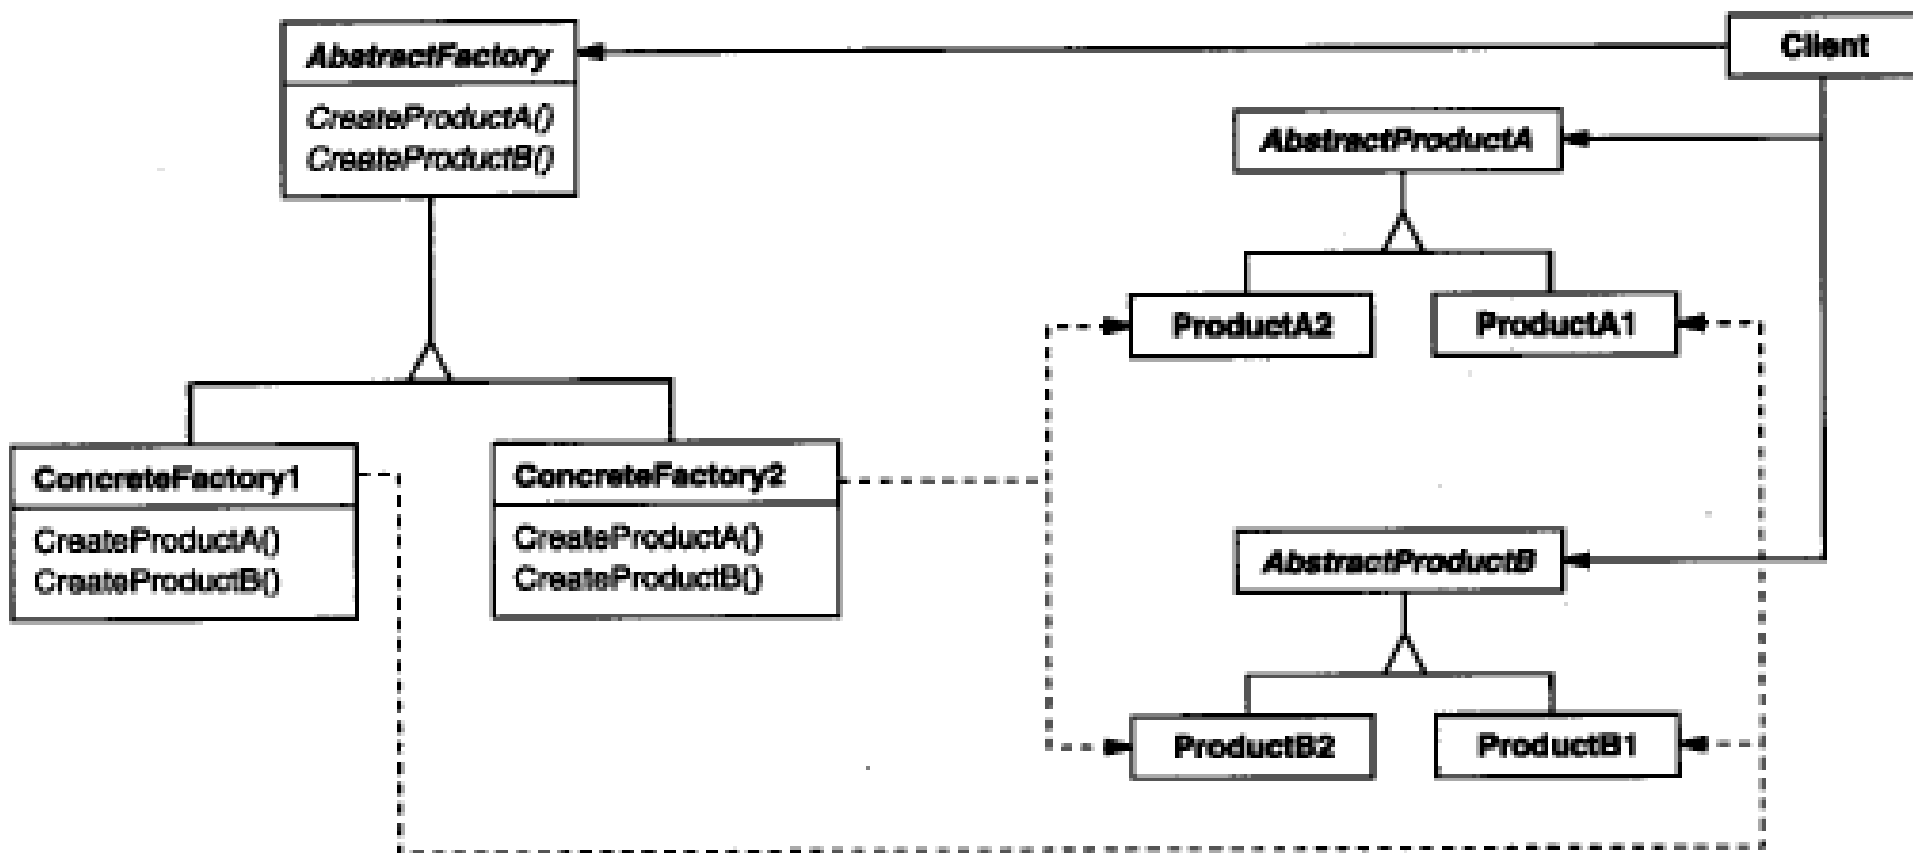 AbstractFactory
CreateProductA()
CreateProductB()
Client
AbstractProductA
ProductA2
ProductA1
ConcreteFactory1
CreateProductA()
CreateProductB()
ConcreteFactory2
CreateProductA()
CreateProductB()
AbstractProductB
ProductB2
ProductB1